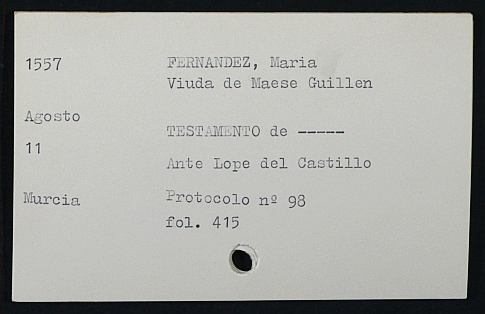 1557
FERNANDEZ, Maria
Viuda de Maese Guillen
Agosto
TESTAMENTO de -----
11
Ante Lope del Castillo
Murcia
Protocolo nº 98
fol. 415